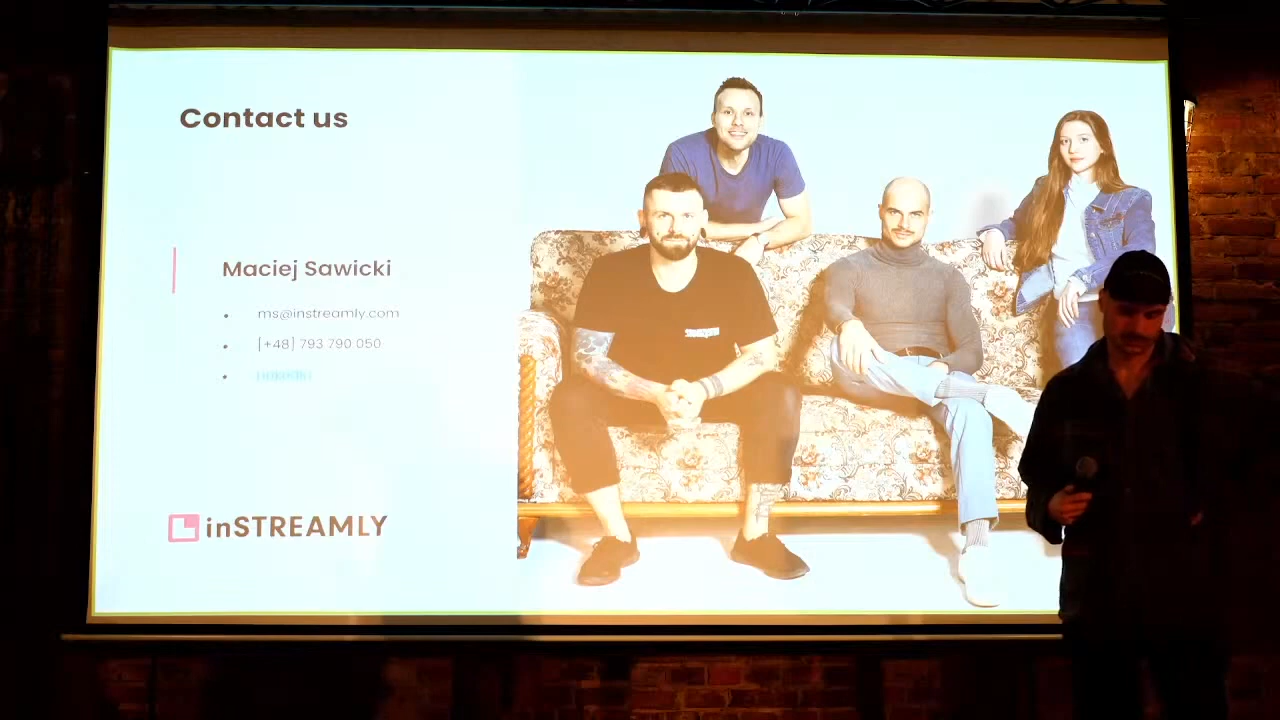 Contact us
Maciej Sawicki
ms@instreamly.com
(+48) 793 790 050
inSTREAMLY